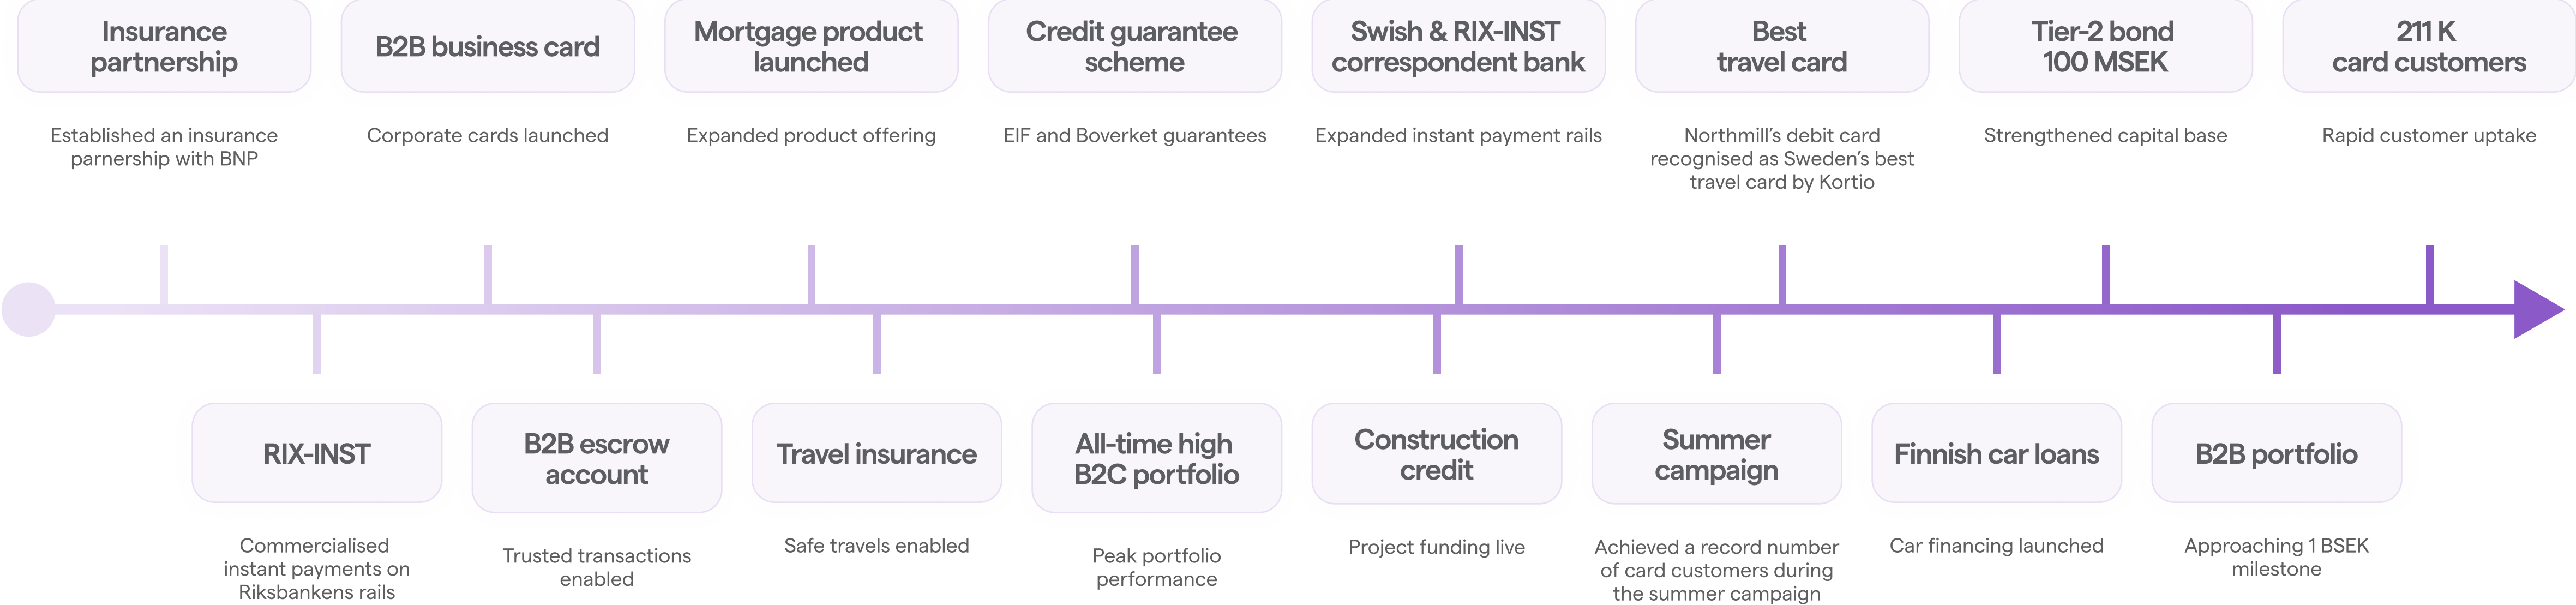 Insurance
partnership
Established an insurance
parnership with BNP
B2B business card
Corporate cards launched
Mortgage product
launched
Expanded product offering
Credit guarantee
scheme
EIF and Boverket guarantees
Swish & RIX-INST
correspondent bank
Expanded instant payment rails
Best
travel card
Northmill’s debit card
recognised as Sweden’s best
travel card by Kortio
Tier-2 bond
100 MSEK
Strengthened capital base
211 K
card customers
Rapid customer uptake
RIX-INST
Commercialised
instant payments on
Riksbankens rails
B2B escrow
account
Trusted transactions
enabled
Travel insurance
Safe travels enabled
All-time high
B2C portfolio
Peak portfolio
performance
Construction
credit
Project funding live
Summer
campaign
Achieved a record number
of card customers during
the summer campaign
Finnish car loans
Car financing launched
B2B portfolio
Approaching 1 BSEK
milestone